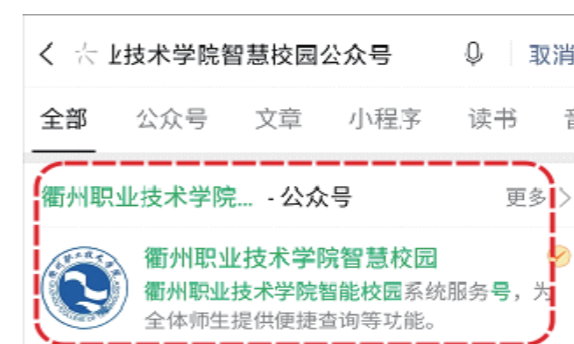 业技术学院智慧校园公众号 取消
全部 公众号 文章 小程序 读书
衢州职业技术学院... - 公众号 更多
衢州职业技术学院智慧校园
衢州职业技术学院智能校园系统服务号，为
全体师生提供便捷查询等功能。